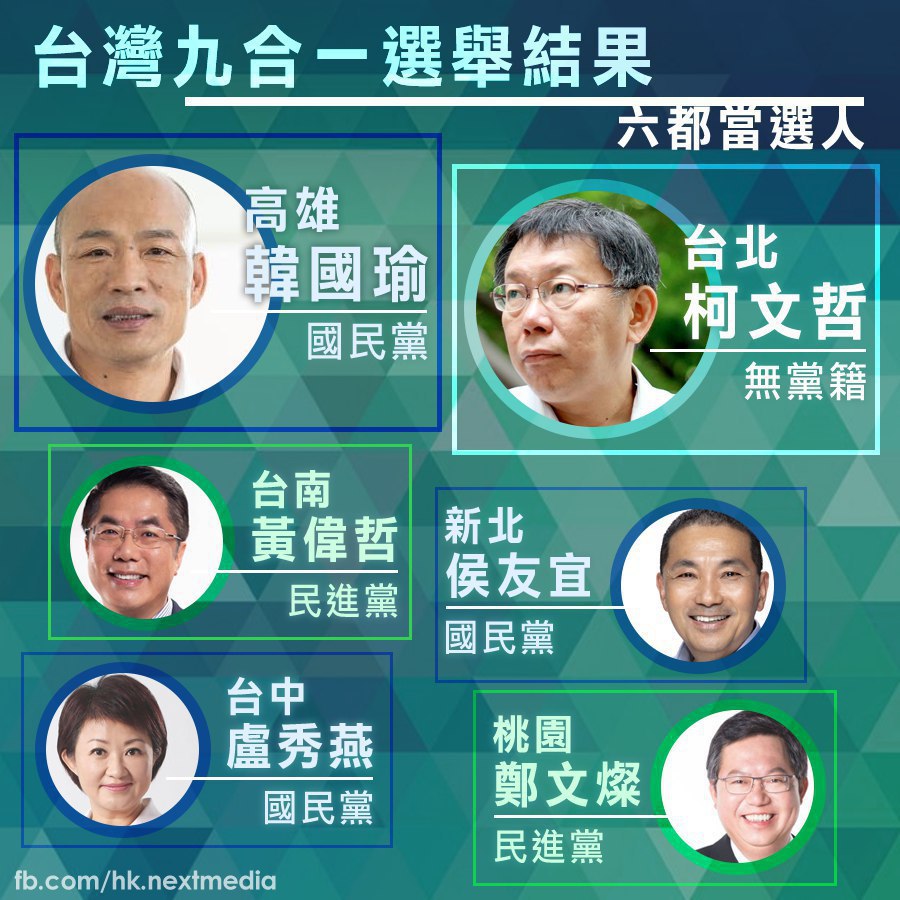 台灣九合一選舉結果
六都當選人
高雄
韓國瑜
國民黨
台北
柯文哲
無黨籍
台南
黃偉哲
民進黨
新北
侯友宜
國民黨
台中
盧秀燕
國民黨
桃園
鄭文燦
民進黨
fb.com/hk.nextmedia